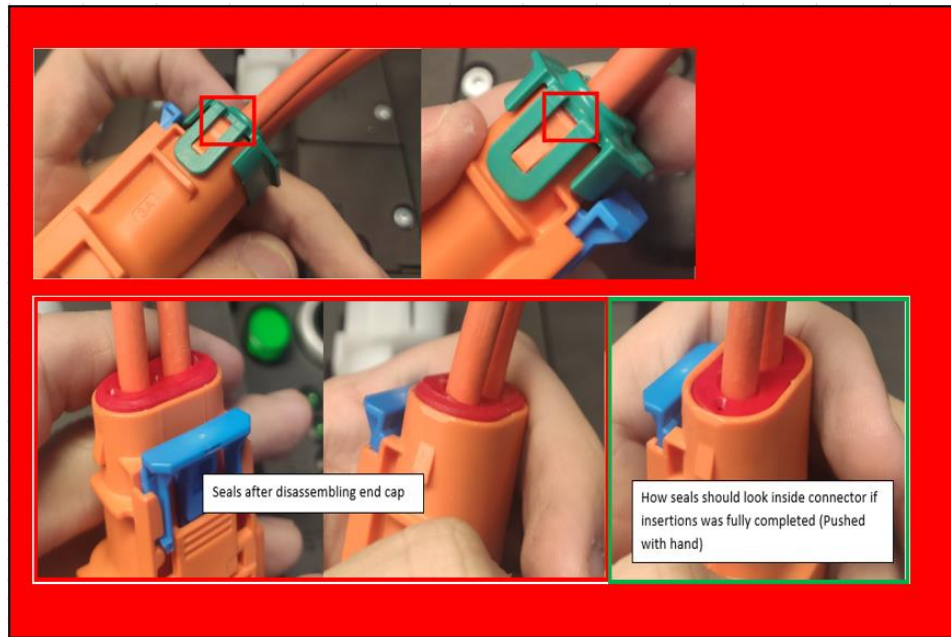 Seals after disassembling end cap
How seals should look inside connector if
insertions was fully completed (Pushed
with hand)